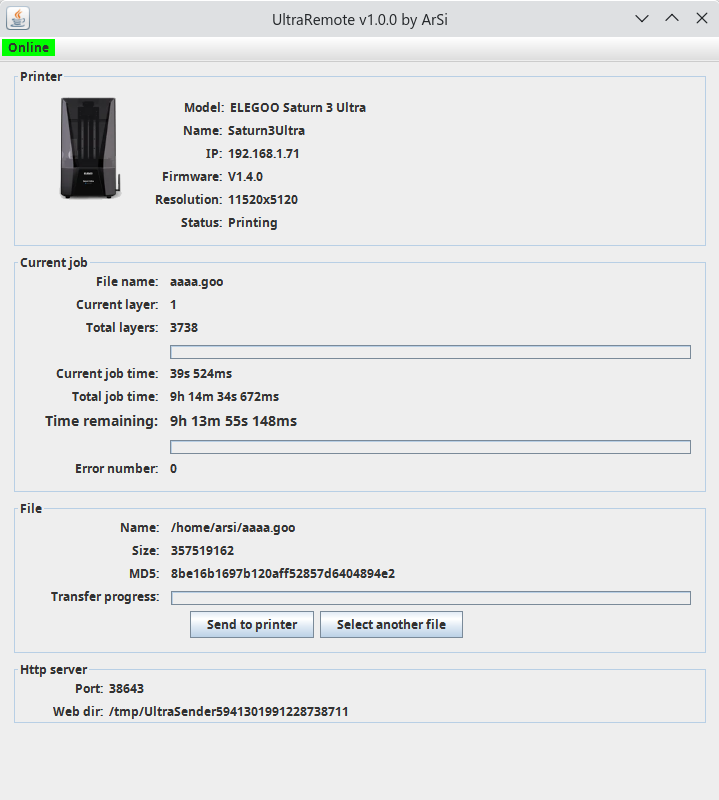 UltraRemote v1.0.0 by ArSi
Online
Printer
Model: ELEGOO Saturn 3 Ultra
Name: Saturn3Ultra
IP: 192.168.1.71
Firmware: V1.4.0
Resolution: 11520x5120
Status: Printing
Current job
File name: aaaa.goo
Current layer: 1
Total layers: 3738
Current job time: 39s 524ms
Total job time: 9h 14m 34s 672ms
Time remaining: 9h 13m 55s 148ms
Error number: 0
File
Name: /home/arsi/aaaa.goo
Size: 357519162
MD5: 8be16b1697b120aff52857d6404894e2
Transfer progress:
Send to printer Select another file
Http server
Port: 38643
Web dir: /tmp/UltraSender5941301991228738711